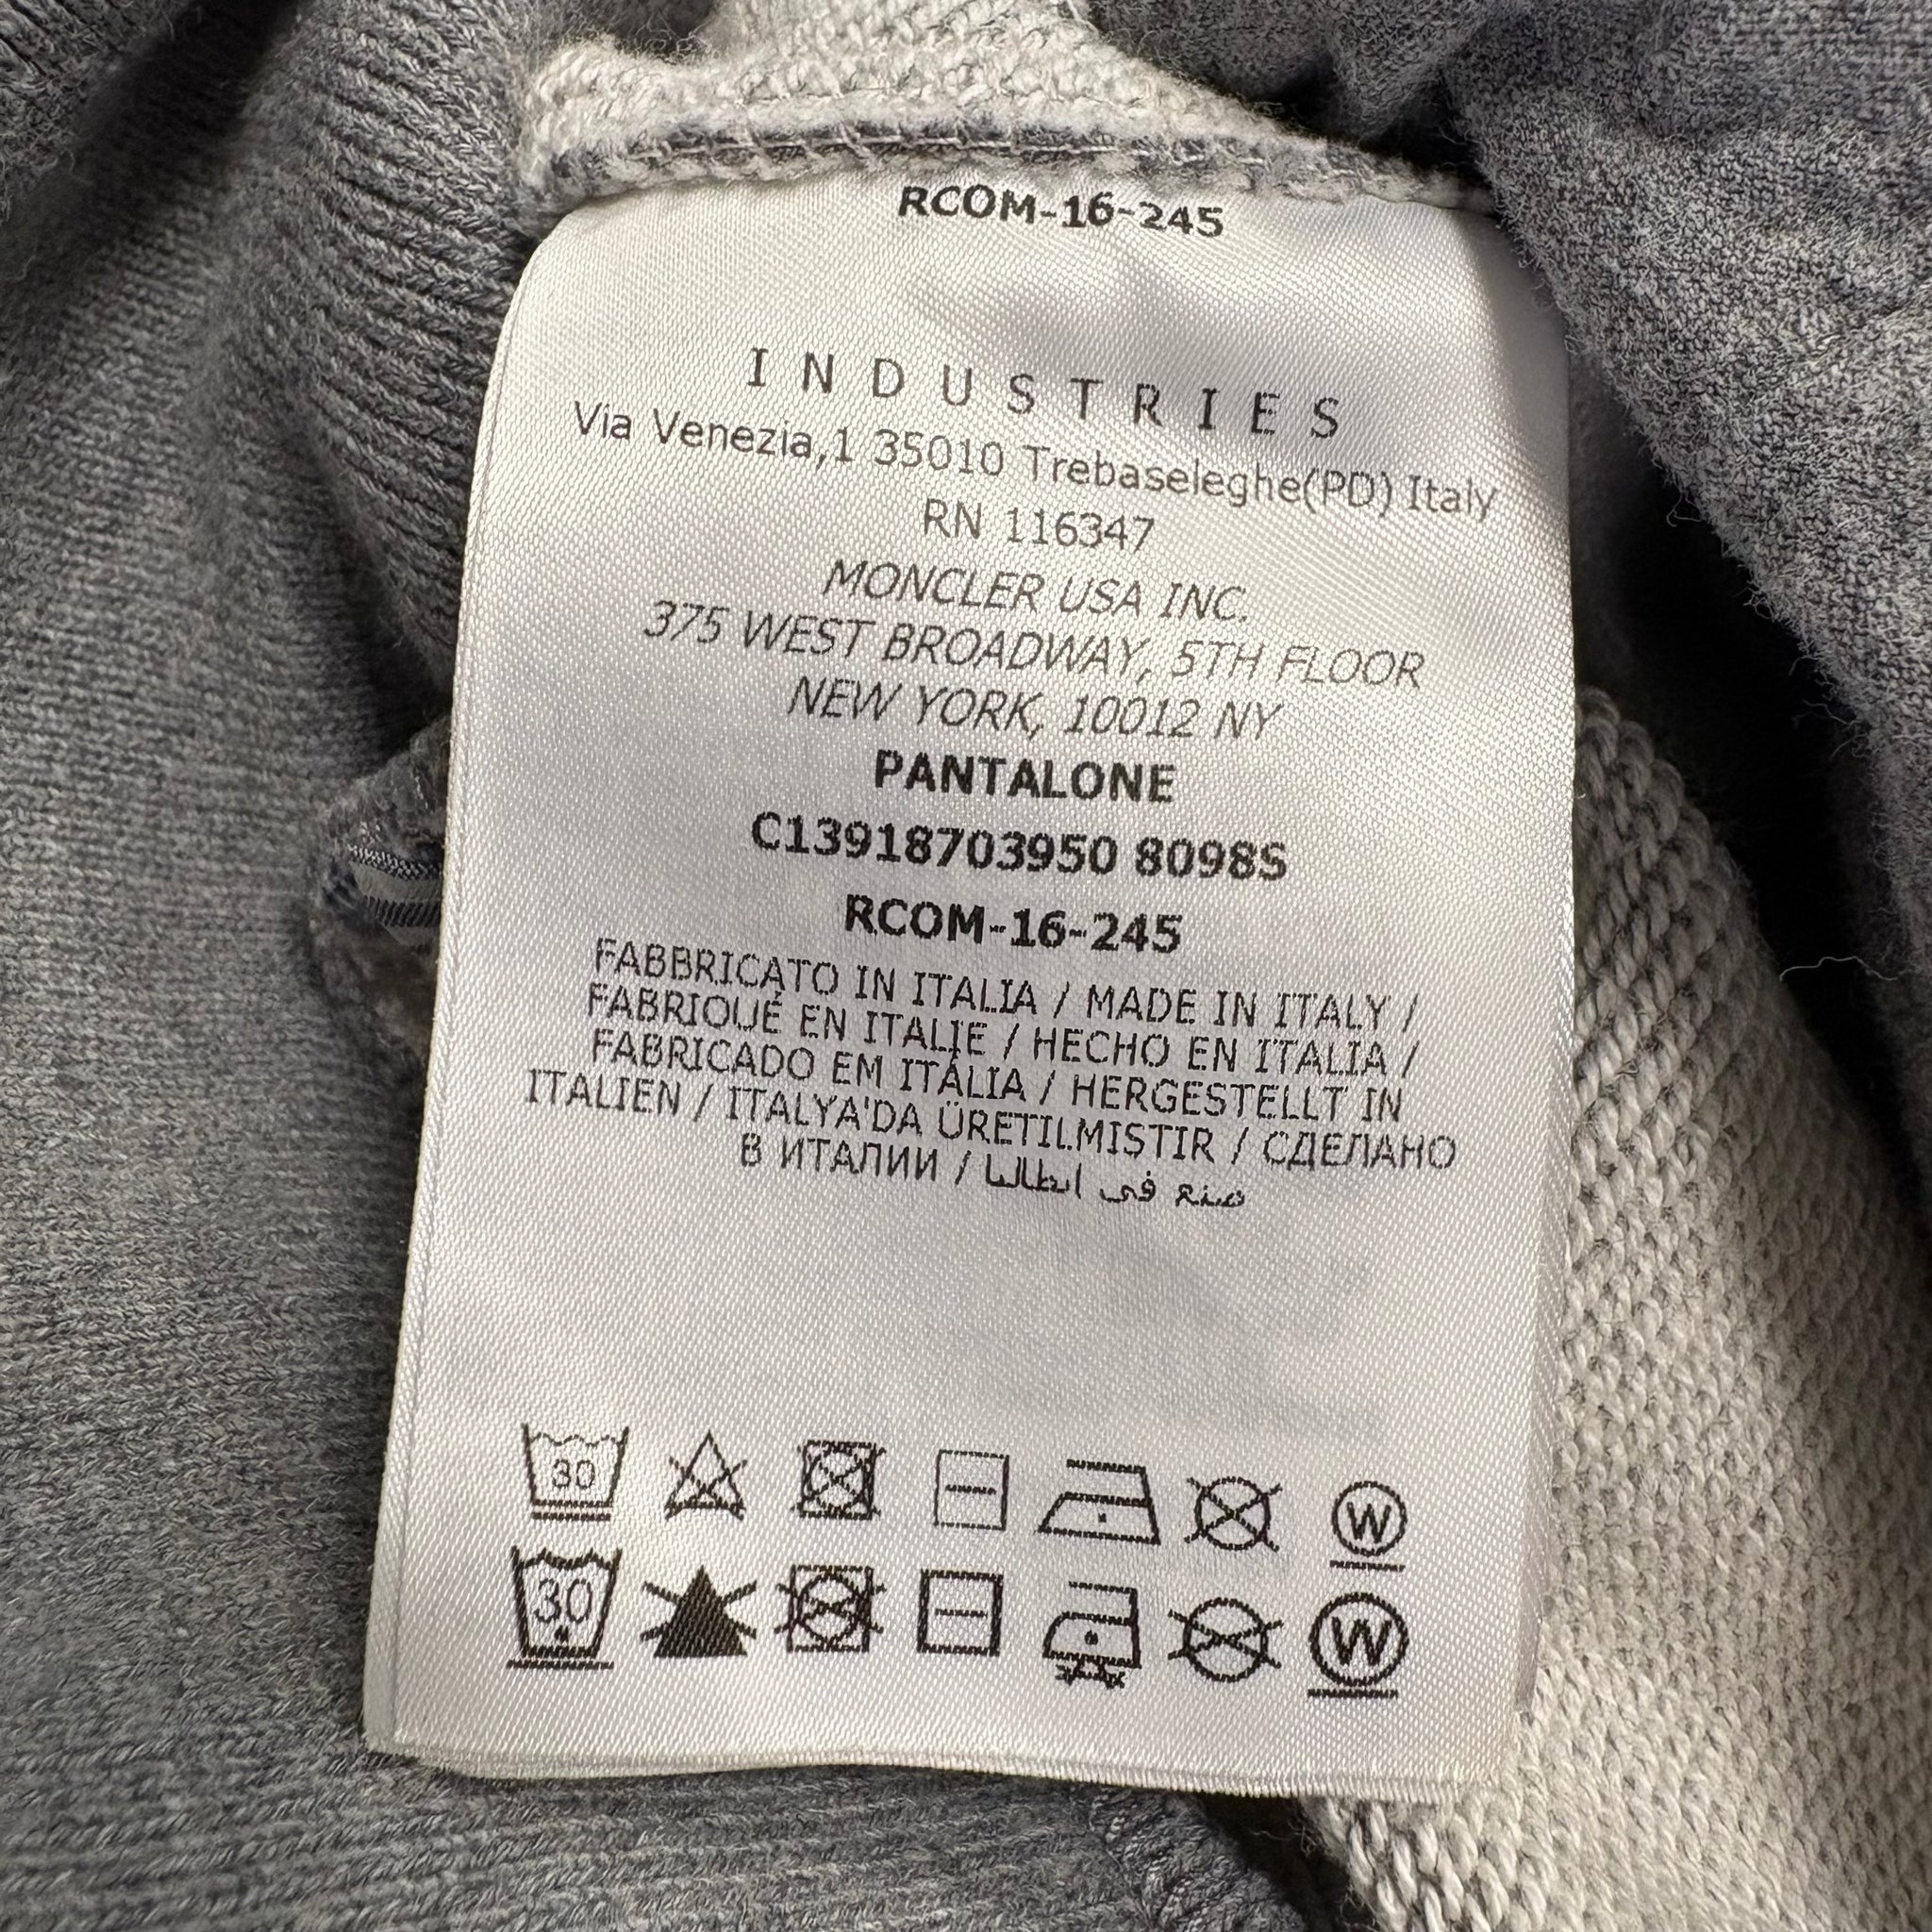 RCOM-16-245
INDUSTRIES
Via Venezia,1 35010 Trebaseleghe(PD) Italy
RN 116347
MONCLER USA INC.
375 WEST BROADWAY, 5TH FLOOR
NEW YORK, 10012 NY
PANTALONE
C13918703950 8098S
RCOM-16-245
FABBRICATO IN ITALIA / MADE IN ITALY /
FABRIQUÉ EN ITALIE / HECHO EN ITALIA /
FABRICADO EM ITÁLIA / HERGESTELLT IN
ITALIEN / ITALYA'DA ÜRETILMISTIR / СДЕЛАНО
В ИТАЛИИ / صنع في ايطاليا
30 W
30 W